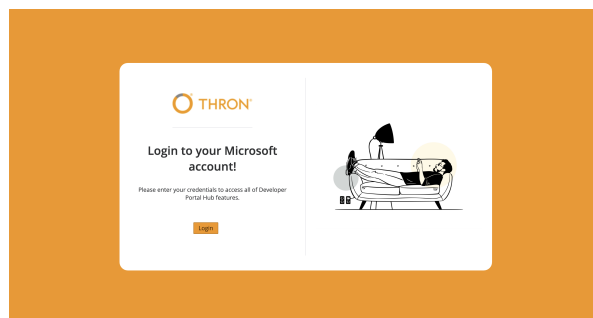 THRON
Login to your Microsoft
account!
Please enter your credentials to access all of Developer
Portal Hub features.
Login